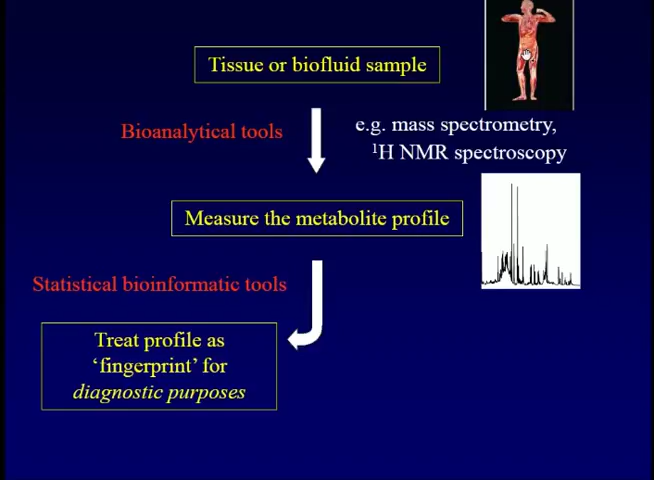 Tissue or biofluid sample
Bioanalytical tools
e.g. mass spectrometry,
¹H NMR spectroscopy
Measure the metabolite profile
Statistical bioinformatic tools
Treat profile as
‘fingerprint’ for
diagnostic purposes